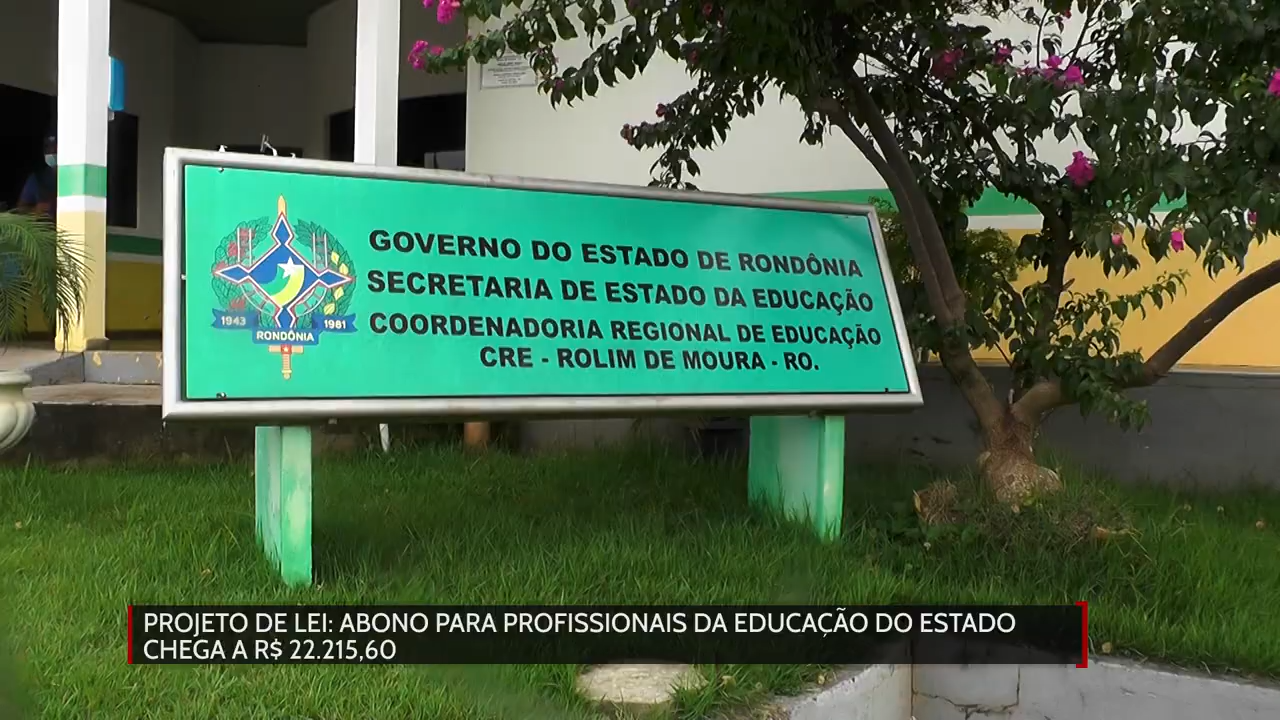 GOVERNO DO ESTADO DE RONDÔNIA
SECRETARIA DE ESTADO DA EDUCAÇÃO
COORDENADORIA REGIONAL DE EDUCAÇÃO
CRE - ROLIM DE MOURA - RO.
1943 1981
RONDÔNIA
PROJETO DE LEI: ABONO PARA PROFISSIONAIS DA EDUCAÇÃO DO ESTADO
CHEGA A R$ 22.215,60